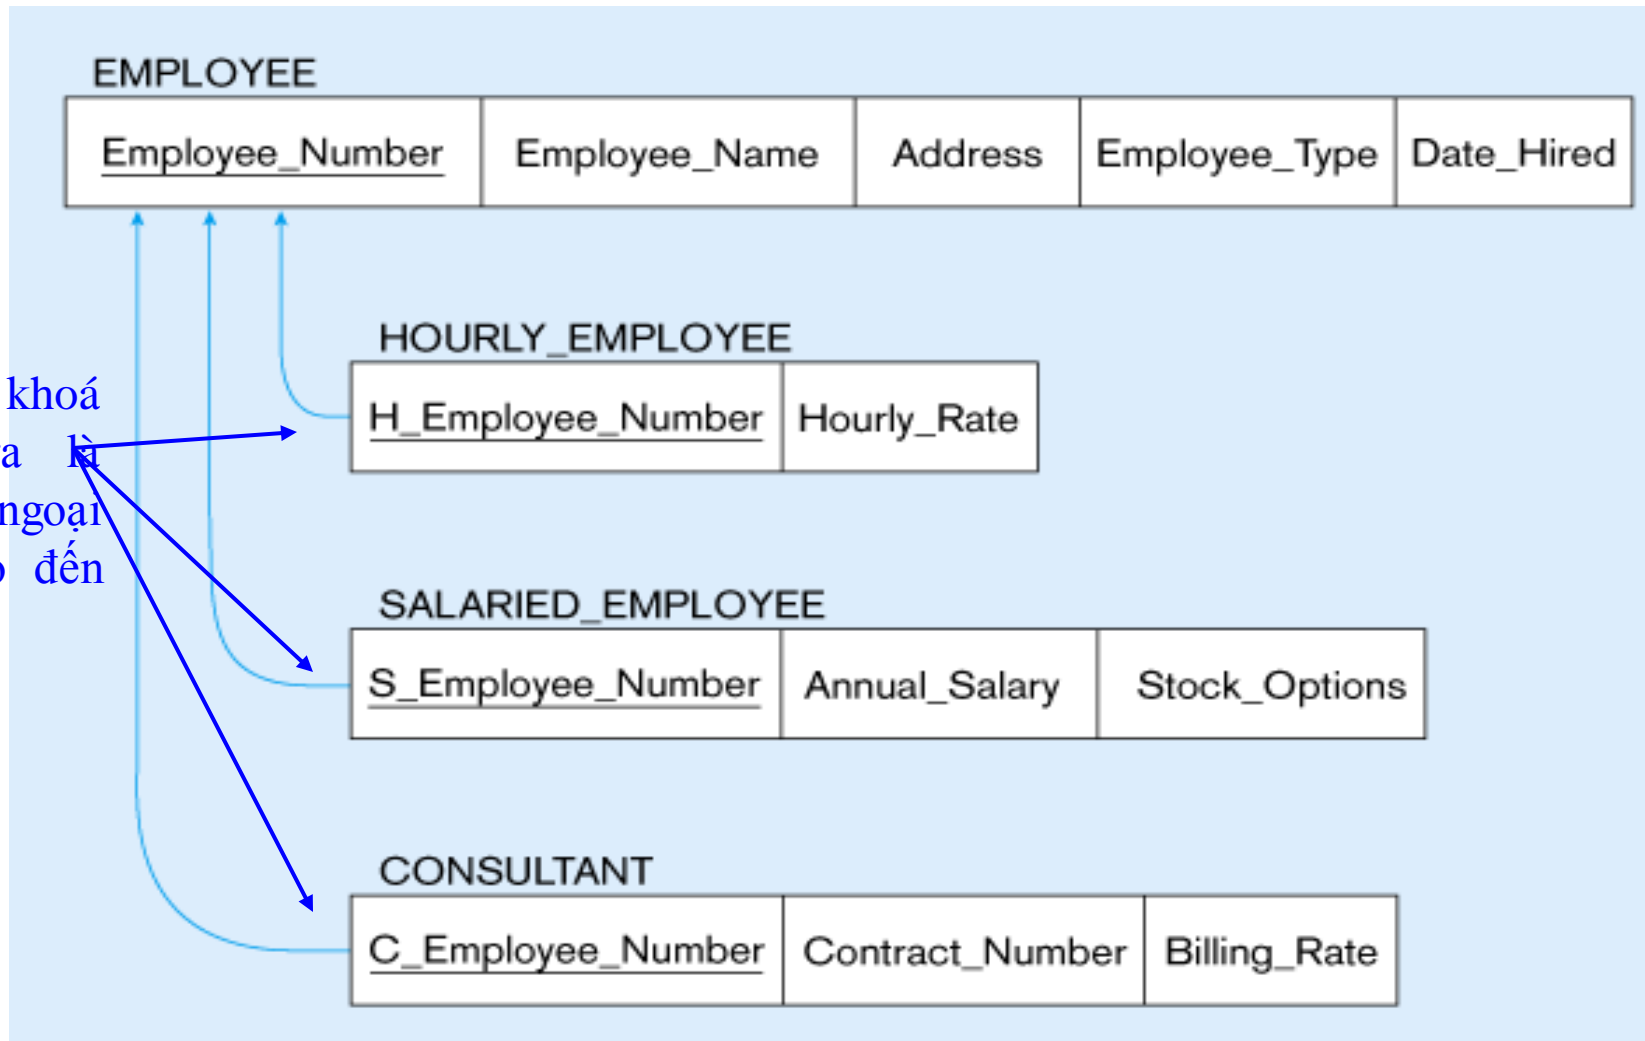 EMPLOYEE
Employee_Number Employee_Name Address Employee_Type Date_Hired
HOURLY_EMPLOYEE
H_Employee_Number Hourly_Rate
khoá
là
ngoại
đến
SALARIED_EMPLOYEE
S_Employee_Number Annual_Salary Stock_Options
CONSULTANT
C_Employee_Number Contract_Number Billing_Rate